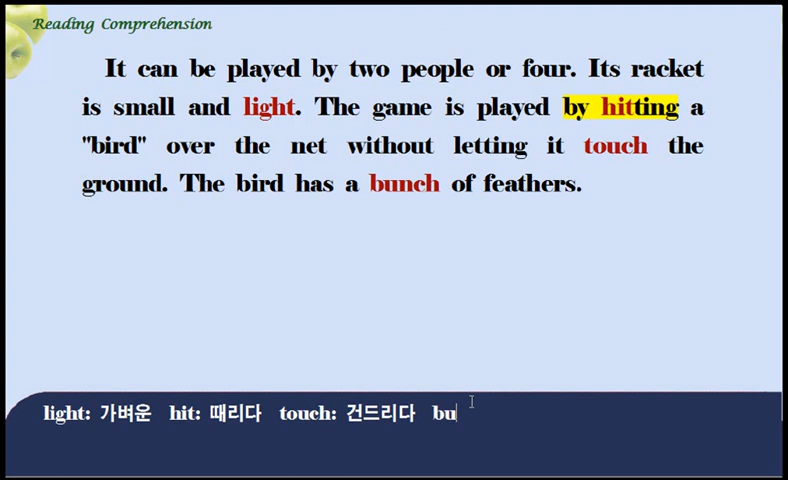 Reading Comprehension
It can be played by two people or four. Its racket
is small and light. The game is played by hitting a
"bird" over the net without letting it touch the
ground. The bird has a bunch of feathers.
light: 가벼운 hit: 때리다 touch: 건드리다 bu